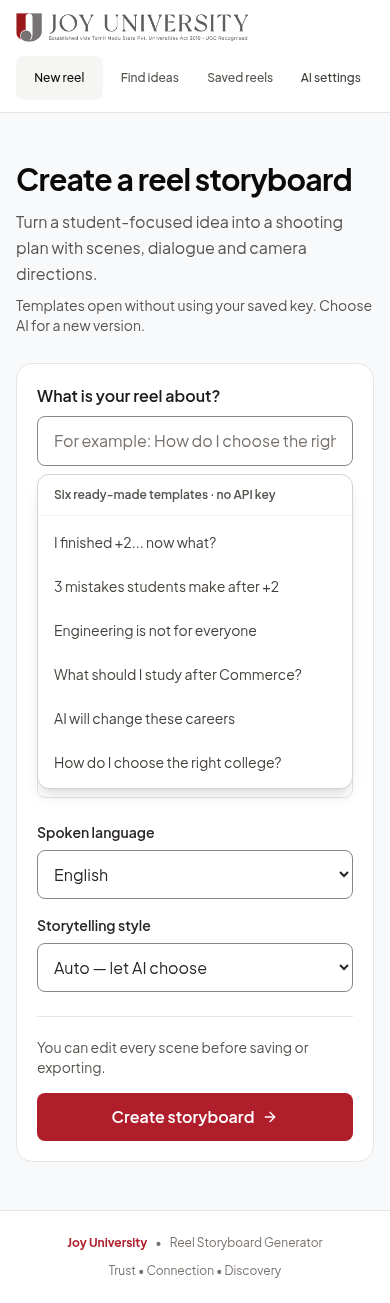 JOY UNIVERSITY
Established vide Tamil Nadu State Pvt. Universities Act 2019 - UGC Recognised
New reel
Find ideas
Saved reels
AI settings
Create a reel storyboard
Turn a student-focused idea into a shooting
plan with scenes, dialogue and camera
directions.
Templates open without using your saved key. Choose
AI for a new version.
What is your reel about?
For example: How do I choose the righ
Six ready-made templates · no API key
I finished +2... now what?
3 mistakes students make after +2
Engineering is not for everyone
What should I study after Commerce?
AI will change these careers
How do I choose the right college?
Spoken language
English
Storytelling style
Auto — let AI choose
You can edit every scene before saving or
exporting.
Create storyboard →
Joy University • Reel Storyboard Generator
Trust • Connection • Discovery